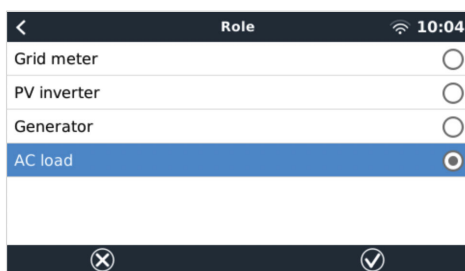 Role 10:04
Grid meter
PV inverter
Generator
AC load